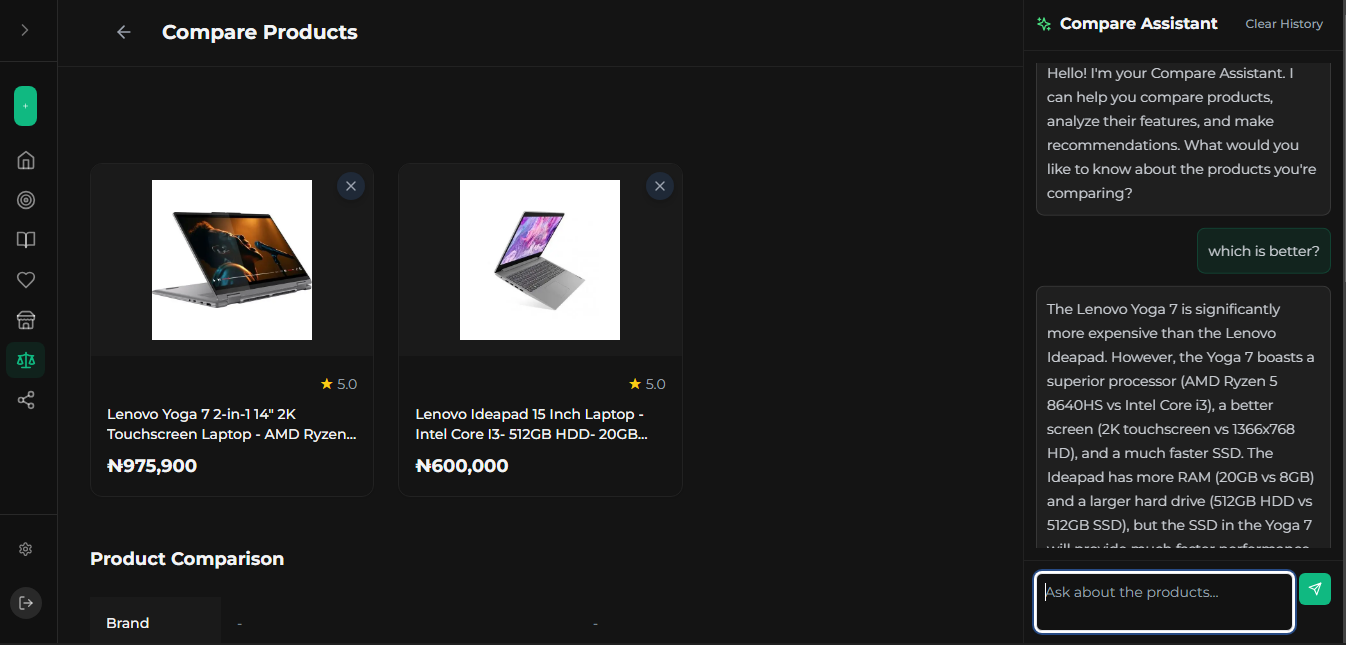 Compare Products
5.0
Lenovo Yoga 7 2-in-1 14" 2K
Touchscreen Laptop - AMD Ryzen...
₦975,900
5.0
Lenovo Ideapad 15 Inch Laptop -
Intel Core I3- 512GB HDD- 20GB...
₦600,000
Product Comparison
Brand - -
Compare Assistant Clear History
Hello! I'm your Compare Assistant. I
can help you compare products,
analyze their features, and make
recommendations. What would you
like to know about the products you're
comparing?
which is better?
The Lenovo Yoga 7 is significantly
more expensive than the Lenovo
Ideapad. However, the Yoga 7 boasts a
superior processor (AMD Ryzen 5
8640HS vs Intel Core i3), a better
screen (2K touchscreen vs 1366x768
HD), and a much faster SSD. The
Ideapad has more RAM (20GB vs 8GB)
and a larger hard drive (512GB HDD vs
512GB SSD), but the SSD in the Yoga 7
will provide much faster performance
Ask about the products...